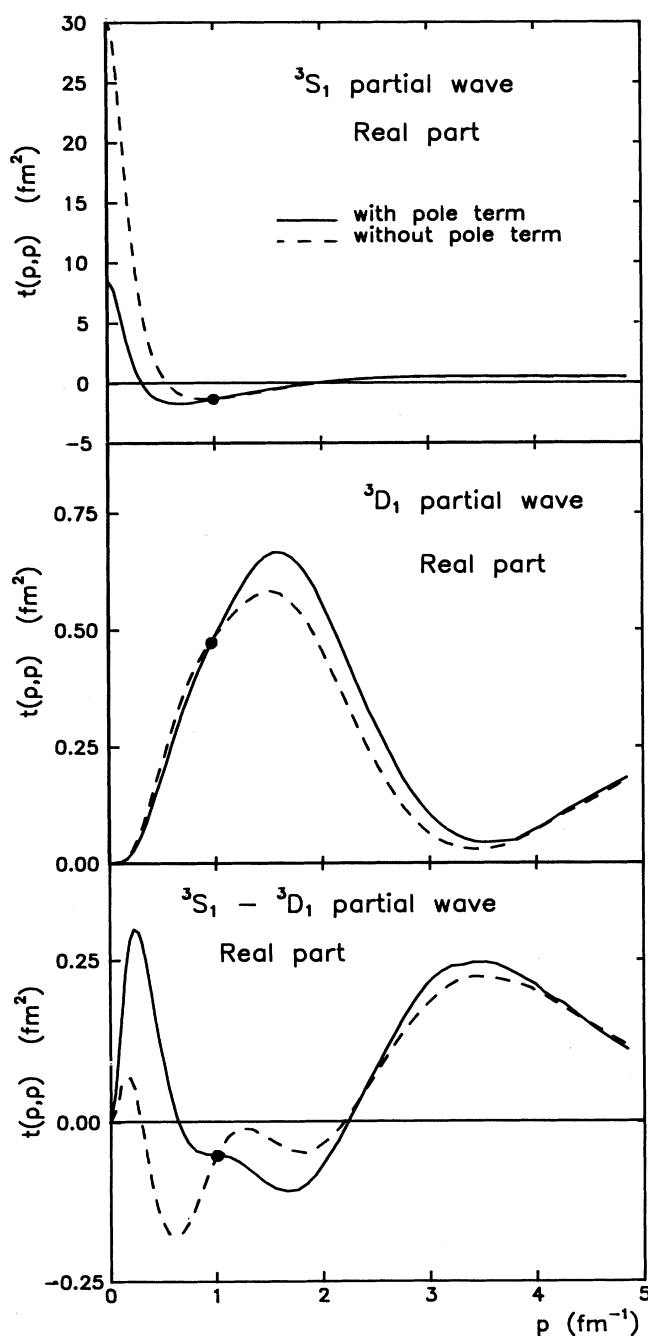 30
25
20
15
10
5
0
−5
t(p,p) (fm²)
³S₁ partial wave
Real part
with pole term
without pole term
0.75
0.50
0.25
0.00
t(p,p) (fm²)
³D₁ partial wave
Real part
0.25
0.00
−0.25
t(p,p) (fm²)
³S₁ − ³D₁ partial wave
Real part
0 1 2 3 4 5
p (fm⁻¹)